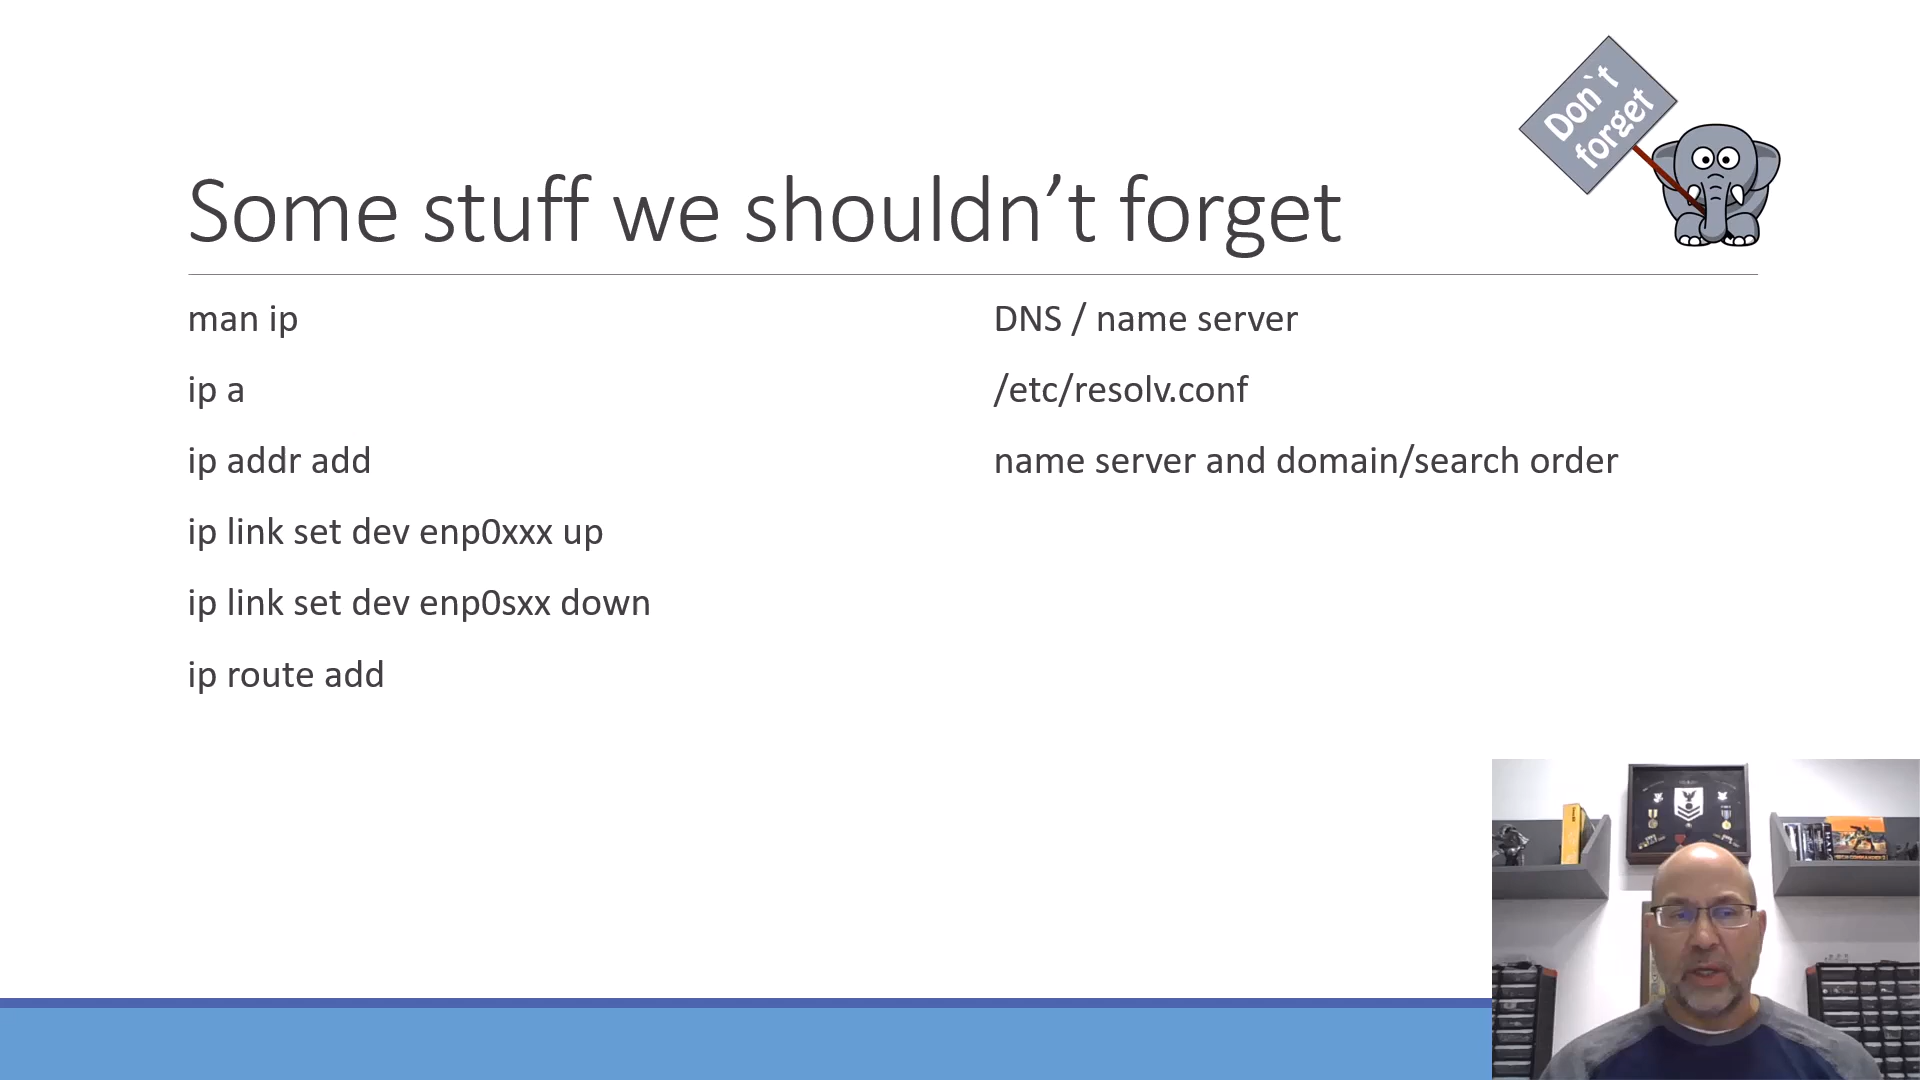 Don`t
forget
Some stuff we shouldn’t forget
man ip
ip a
ip addr add
ip link set dev enp0xxx up
ip link set dev enp0sxx down
ip route add
DNS / name server
/etc/resolv.conf
name server and domain/search order